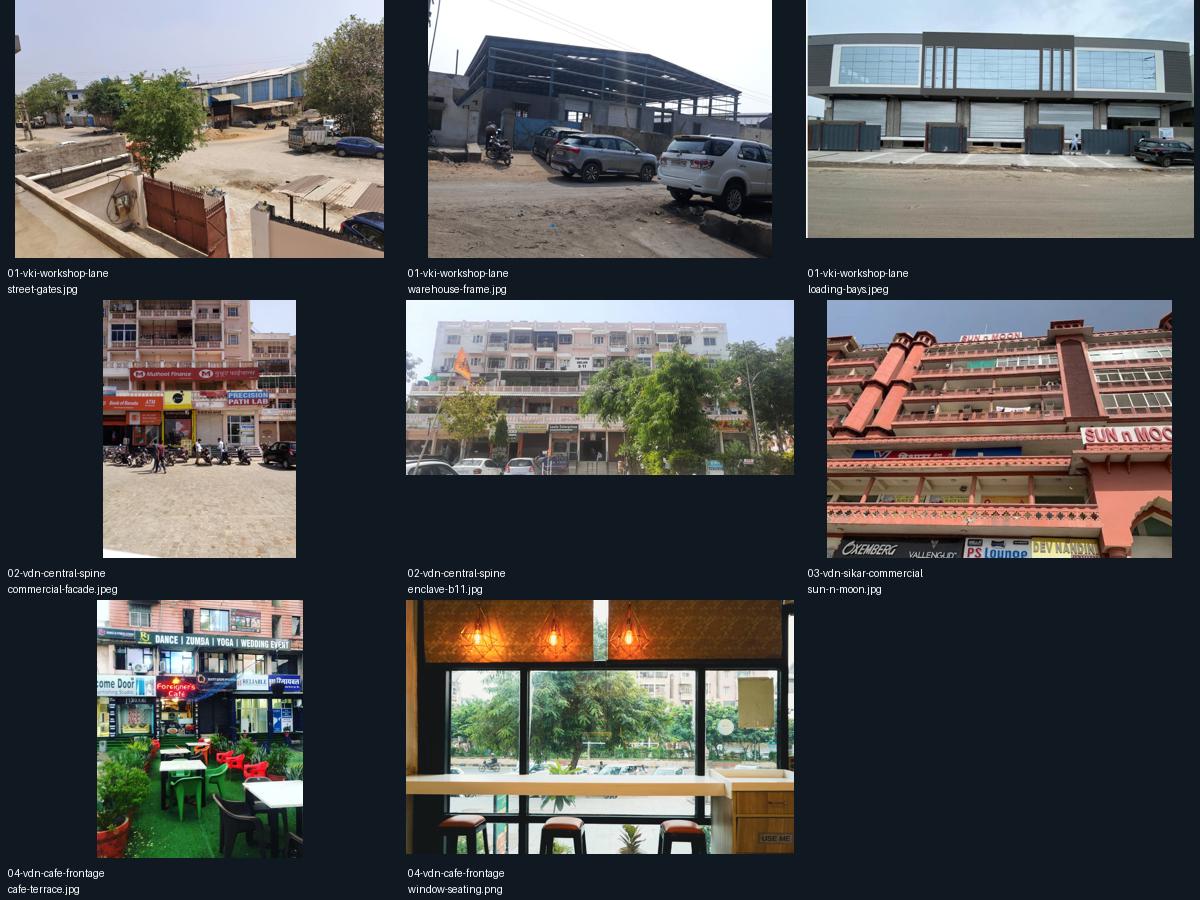 01-vki-workshop-lane
street-gates.jpg
01-vki-workshop-lane
warehouse-frame.jpg
01-vki-workshop-lane
loading-bays.jpeg
Muthoot Finance
Bank of Baroda
ATM
PRECISION
PATH LAB
02-vdn-central-spine
commercial-facade.jpeg
B-11
02-vdn-central-spine
enclave-b11.jpg
SUN n MOON
SUN n MOO
OXEMBERG
VALLENGUD
PS Lounge
DEV NANDINI
03-vdn-sikar-commercial
sun-n-moon.jpg
DANCE | ZUMBA | YOGA | WEDDING EVENT
come Door
Foreigner's
Cafe
RELIABLE
04-vdn-cafe-frontage
cafe-terrace.jpg
USE ME
04-vdn-cafe-frontage
window-seating.png